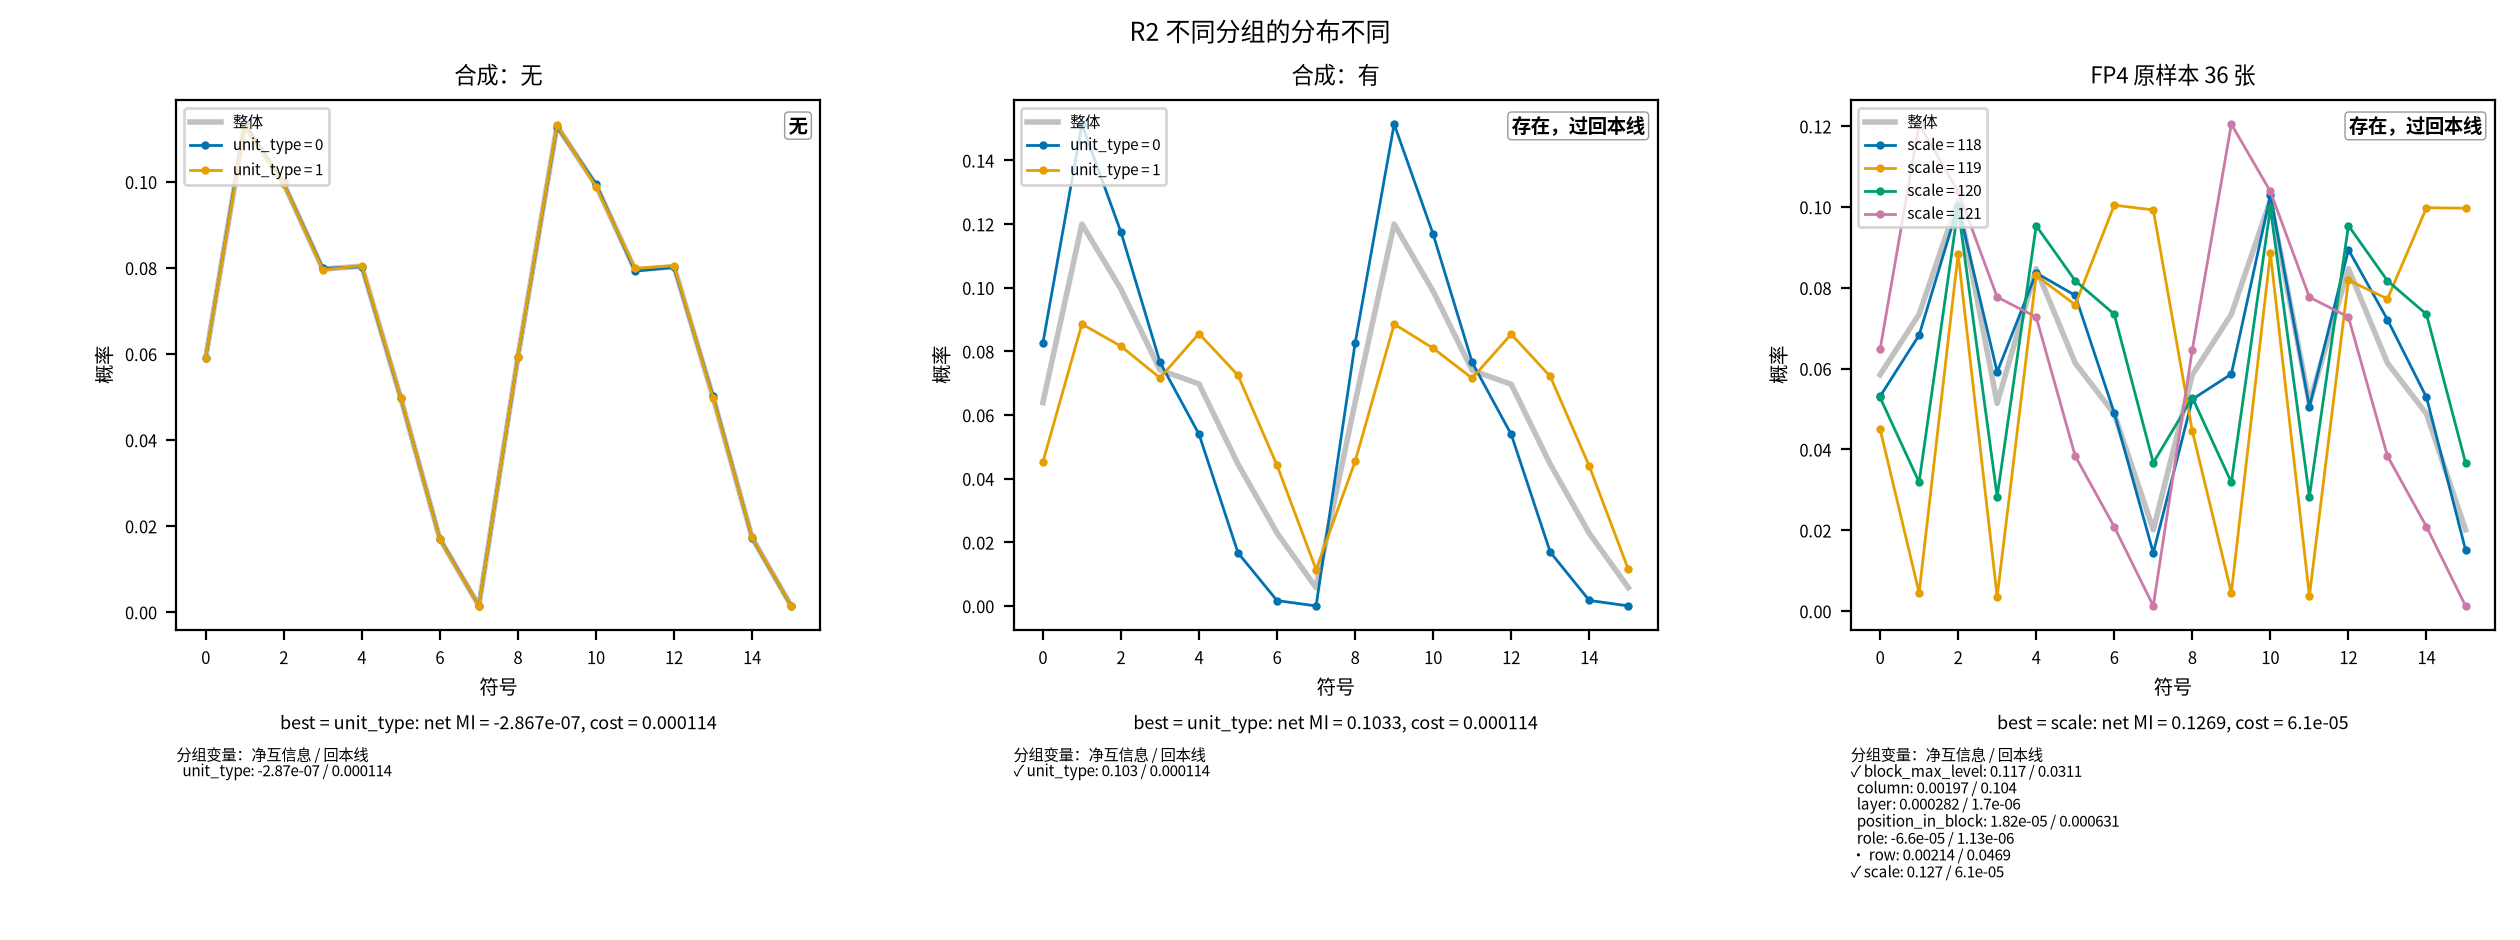 R2 不同分组的分布不同
合成：无
无
整体
unit_type = 0
unit_type = 1
概率
0.10
0.08
0.06
0.04
0.02
0.00
0 2 4 6 8 10 12 14
符号
best = unit_type: net MI = -2.867e-07, cost = 0.000114
分组变量：净互信息 / 回本线
unit_type: -2.87e-07 / 0.000114
合成：有
存在，过回本线
整体
unit_type = 0
unit_type = 1
概率
0.14
0.12
0.10
0.08
0.06
0.04
0.02
0.00
0 2 4 6 8 10 12 14
符号
best = unit_type: net MI = 0.1033, cost = 0.000114
分组变量：净互信息 / 回本线
✓ unit_type: 0.103 / 0.000114
FP4 原样本 36 张
存在，过回本线
整体
scale = 118
scale = 119
scale = 120
scale = 121
概率
0.12
0.10
0.08
0.06
0.04
0.02
0.00
0 2 4 6 8 10 12 14
符号
best = scale: net MI = 0.1269, cost = 6.1e-05
分组变量：净互信息 / 回本线
✓ block_max_level: 0.117 / 0.0311
column: 0.00197 / 0.104
layer: 0.000282 / 1.7e-06
position_in_block: 1.82e-05 / 0.000631
role: -6.6e-05 / 1.13e-06
· row: 0.00214 / 0.0469
✓ scale: 0.127 / 6.1e-05